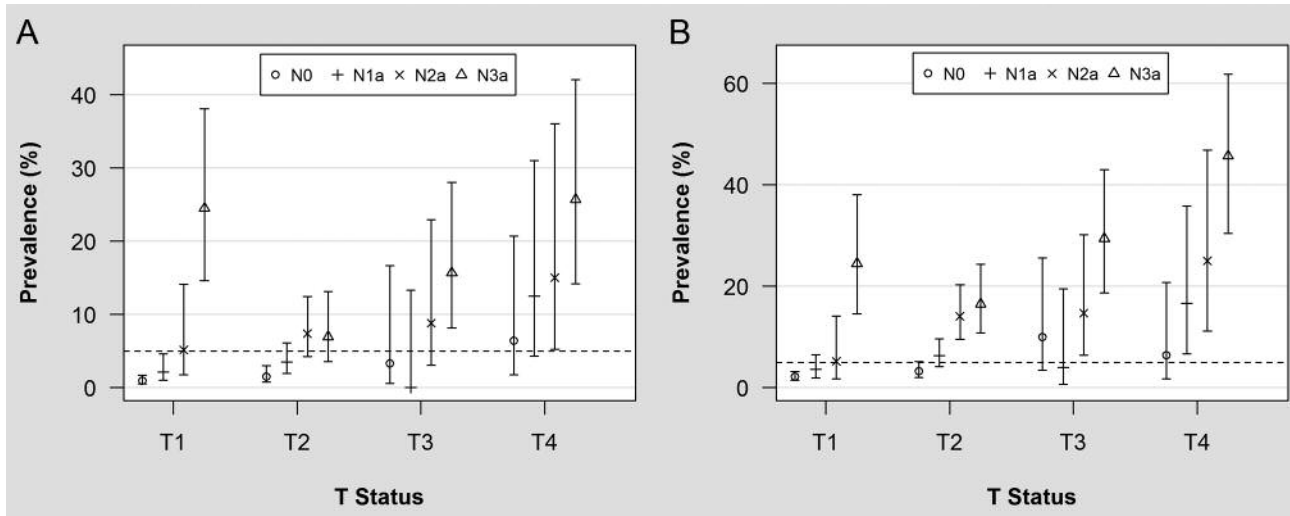 A
N0 N1a N2a N3a
Prevalence (%)
40
30
20
10
0
T1 T2 T3 T4
T Status
B
N0 N1a N2a N3a
Prevalence (%)
60
40
20
0
T1 T2 T3 T4
T Status